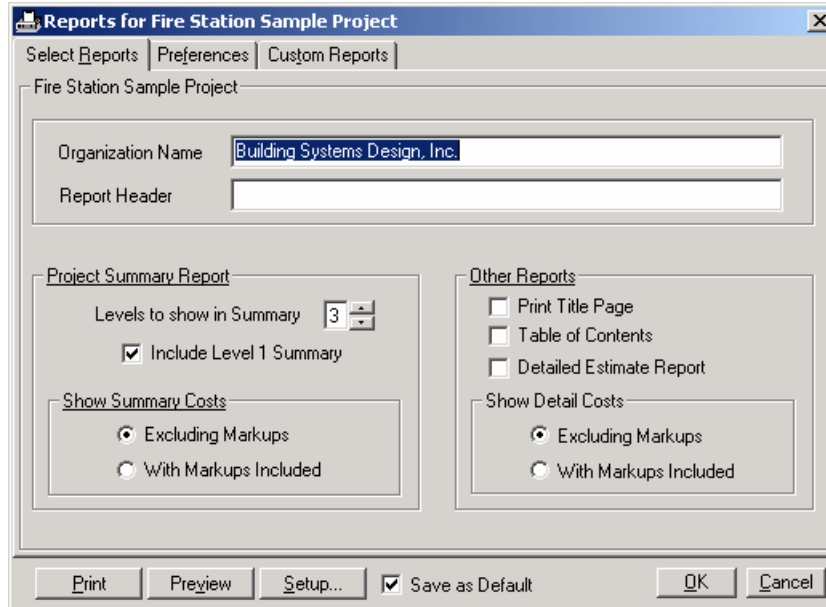 Reports for Fire Station Sample Project
Select Reports Preferences Custom Reports
Fire Station Sample Project
Organization Name Building Systems Design, Inc.
Report Header
Project Summary Report
Levels to show in Summary 3
Include Level 1 Summary
Show Summary Costs
Excluding Markups
With Markups Included
Other Reports
Print Title Page
Table of Contents
Detailed Estimate Report
Show Detail Costs
Excluding Markups
With Markups Included
Print Preview Setup... Save as Default OK Cancel